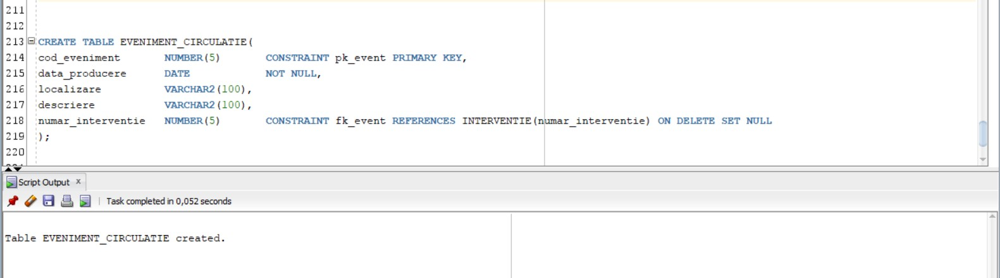 211
212
213 CREATE TABLE EVENIMENT_CIRCULATIE(
214 cod_eveniment NUMBER(5) CONSTRAINT pk_event PRIMARY KEY,
215 data_producere DATE NOT NULL,
216 localizare VARCHAR2(100),
217 descriere VARCHAR2(100),
218 numar_interventie NUMBER(5) CONSTRAINT fk_event REFERENCES INTERVENTIE(numar_interventie) ON DELETE SET NULL
219 );
220
Script Output x
Task completed in 0,052 seconds
Table EVENIMENT_CIRCULATIE created.